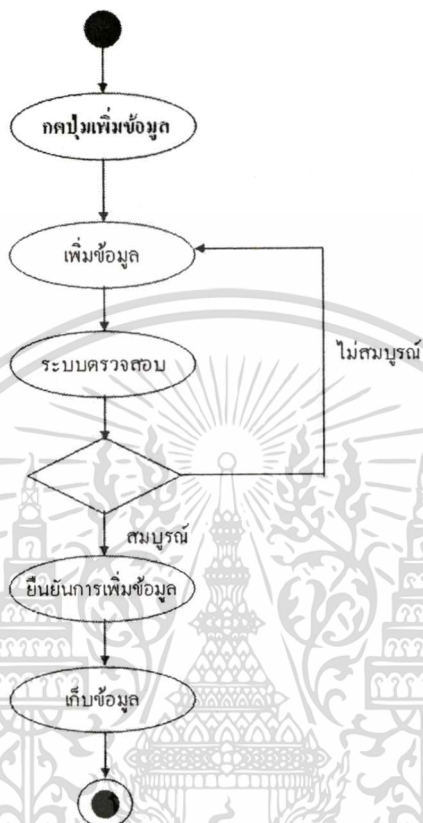 กดปุ่มเพิ่มข้อมูล
เพิ่มข้อมูล
ไม่สมบูรณ์
ระบบตรวจสอบ
สมบูรณ์
ยืนยันการเพิ่มข้อมูล
เก็บข้อมูล